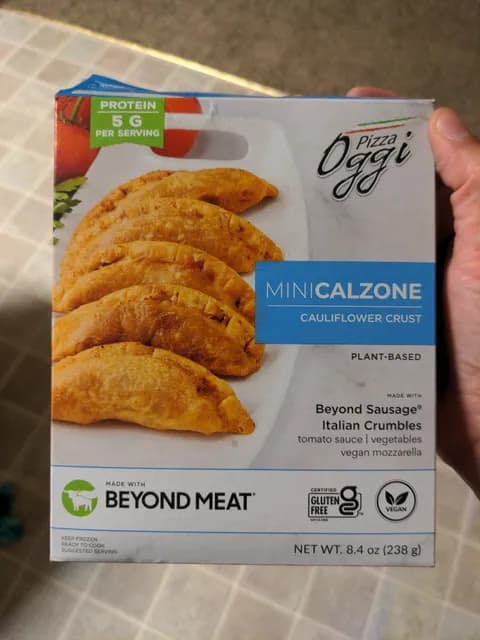 PROTEIN
5 G
PER SERVING
Pizza
Oggi
MINICALZONE
CAULIFLOWER CRUST
PLANT-BASED
MADE WITH
Beyond Sausage®
Italian Crumbles
tomato sauce | vegetables
vegan mozzarella
MADE WITH
BEYOND MEAT®
CERTIFIED
GLUTEN
FREE
VEGAN
KEEP FROZEN
READY TO COOK
SUGGESTED SERVING
NET WT. 8.4 oz (238 g)